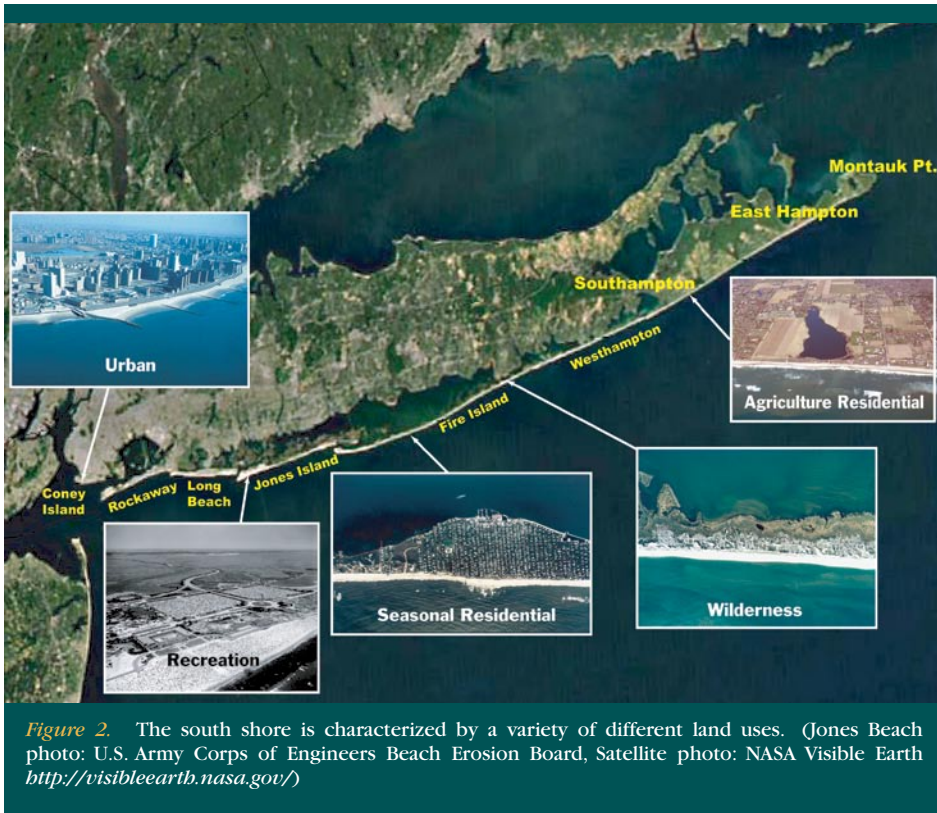 Montauk Pt.
East Hampton
Southampton
Urban
Westhampton
Agriculture Residential
Fire Island
Jones Island
Long
Beach
Rockaway
Coney
Island
Recreation
Seasonal Residential
Wilderness
Figure 2. The south shore is characterized by a variety of different land uses. (Jones Beach
photo: U.S. Army Corps of Engineers Beach Erosion Board, Satellite photo: NASA Visible Earth
http://visibleearth.nasa.gov/)